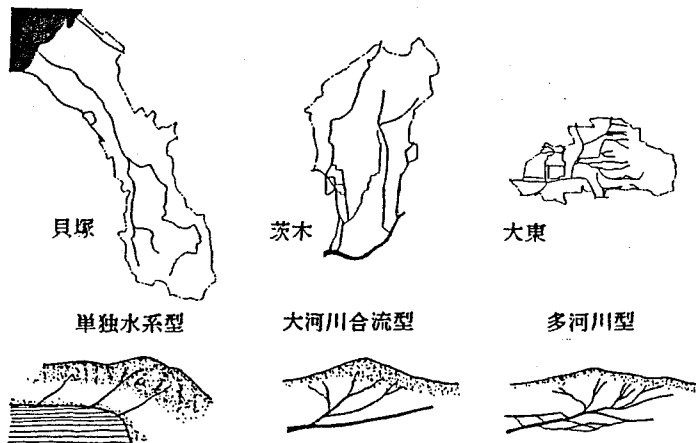 貝塚
茨木
大東
単独水系型
大河川合流型
多河川型